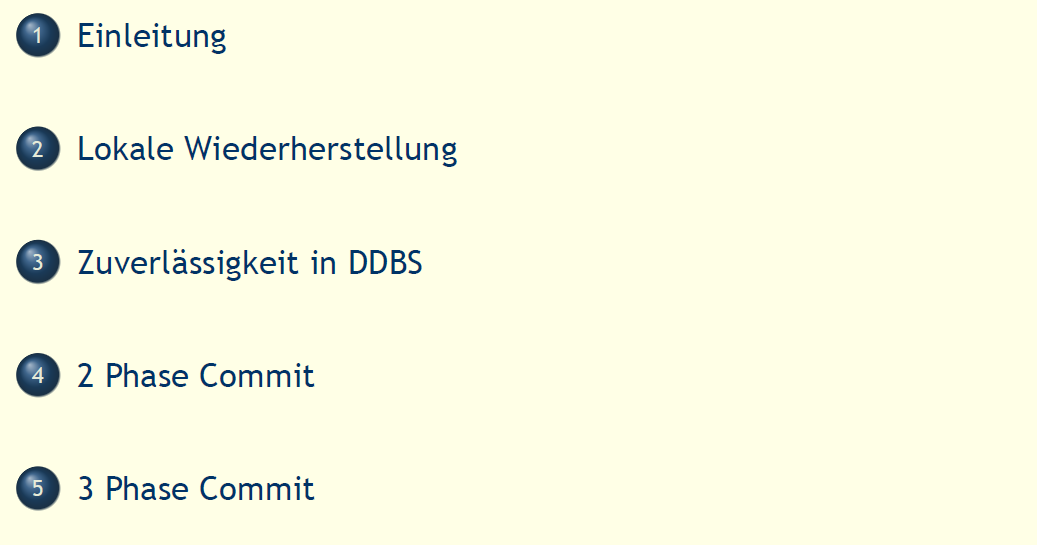 1 Einleitung
2 Lokale Wiederherstellung
3 Zuverlässigkeit in DDBS
4 2 Phase Commit
5 3 Phase Commit